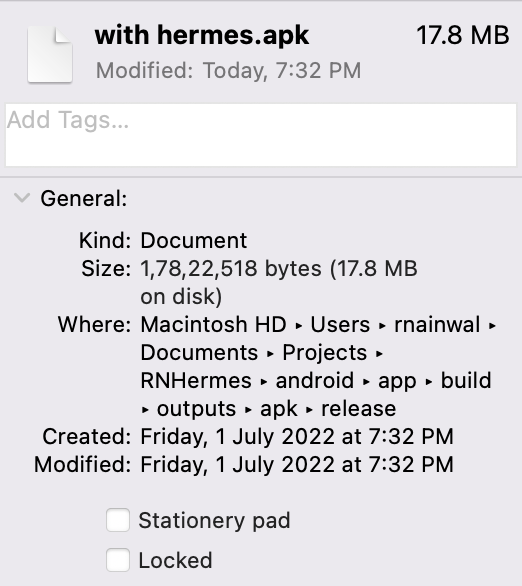 with hermes.apk 17.8 MB
Modified: Today, 7:32 PM
Add Tags...
General:
Kind: Document
Size: 1,78,22,518 bytes (17.8 MB
on disk)
Where: Macintosh HD ‣ Users ‣ rnainwal ‣
Documents ‣ Projects ‣
RNHermes ‣ android ‣ app ‣ build
‣ outputs ‣ apk ‣ release
Created: Friday, 1 July 2022 at 7:32 PM
Modified: Friday, 1 July 2022 at 7:32 PM
Stationery pad
Locked